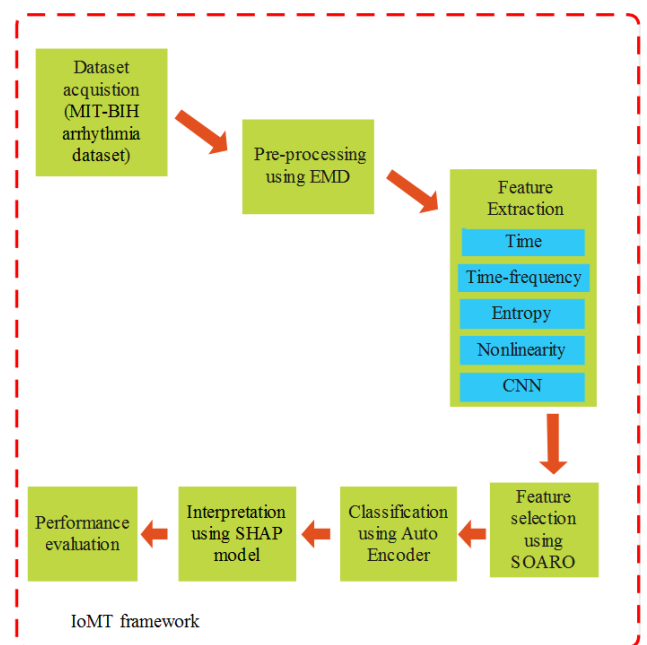 Dataset
acquistion
(MIT-BIH
arrhythmia
dataset)
Pre-processing
using EMD
Feature
Extraction
Time
Time-frequency
Entropy
Nonlinearity
CNN
Feature
selection
using
SOARO
Classification
using Auto
Encoder
Interpretation
using SHAP
model
Performance
evaluation
IoMT framework